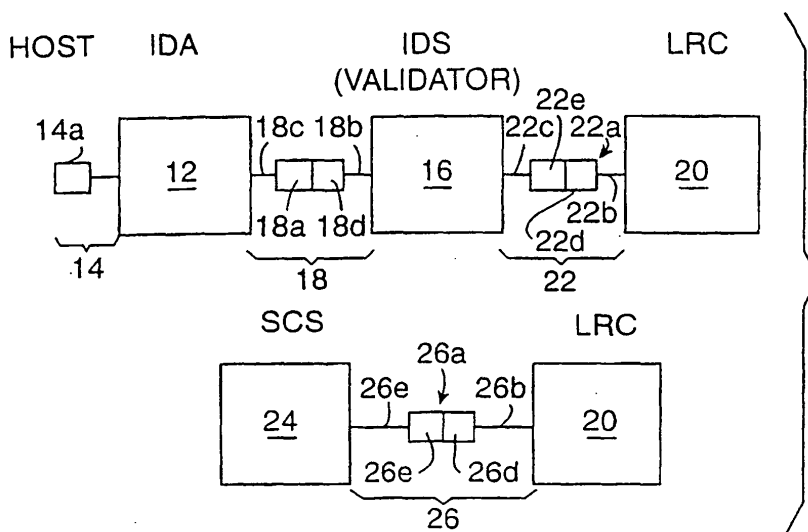 HOST IDA IDS LRC
(VALIDATOR)
22e
14a 18c 18b 22c 22a
12 16 20
18a 18d 22d 22b
14 18 22
SCS LRC
26a
26e 26b
24 20
26e 26d
26